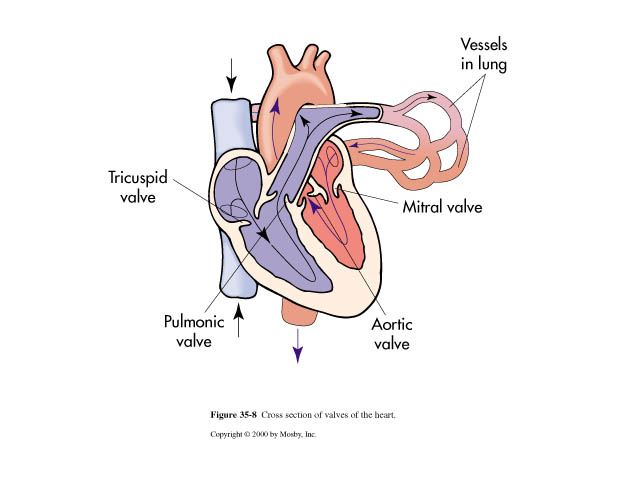 Vessels
in lung
Tricuspid
valve
Mitral valve
Pulmonic
valve
Aortic
valve
Figure 35-8 Cross section of valves of the heart.
Copyright © 2000 by Mosby, Inc.